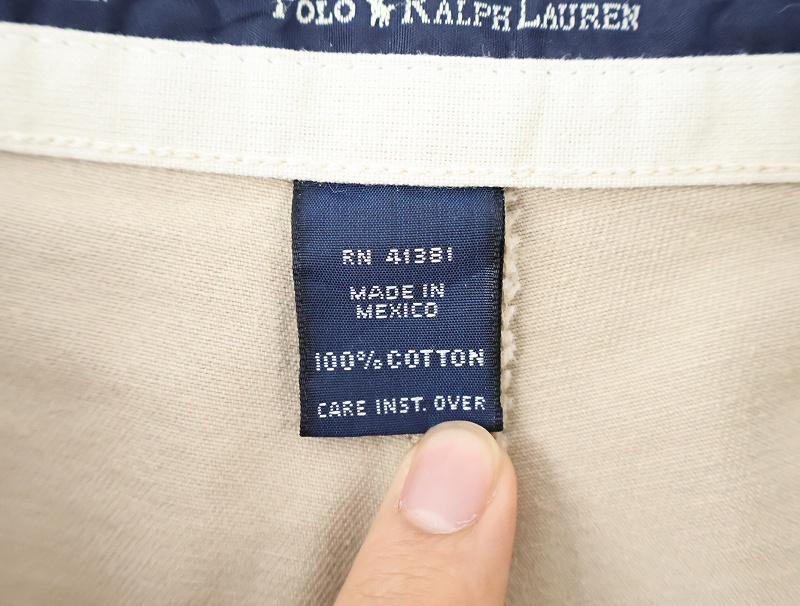 POLO RALPH LAUREN
RN 41381
MADE IN
MEXICO
100% COTTON
CARE INST. OVER